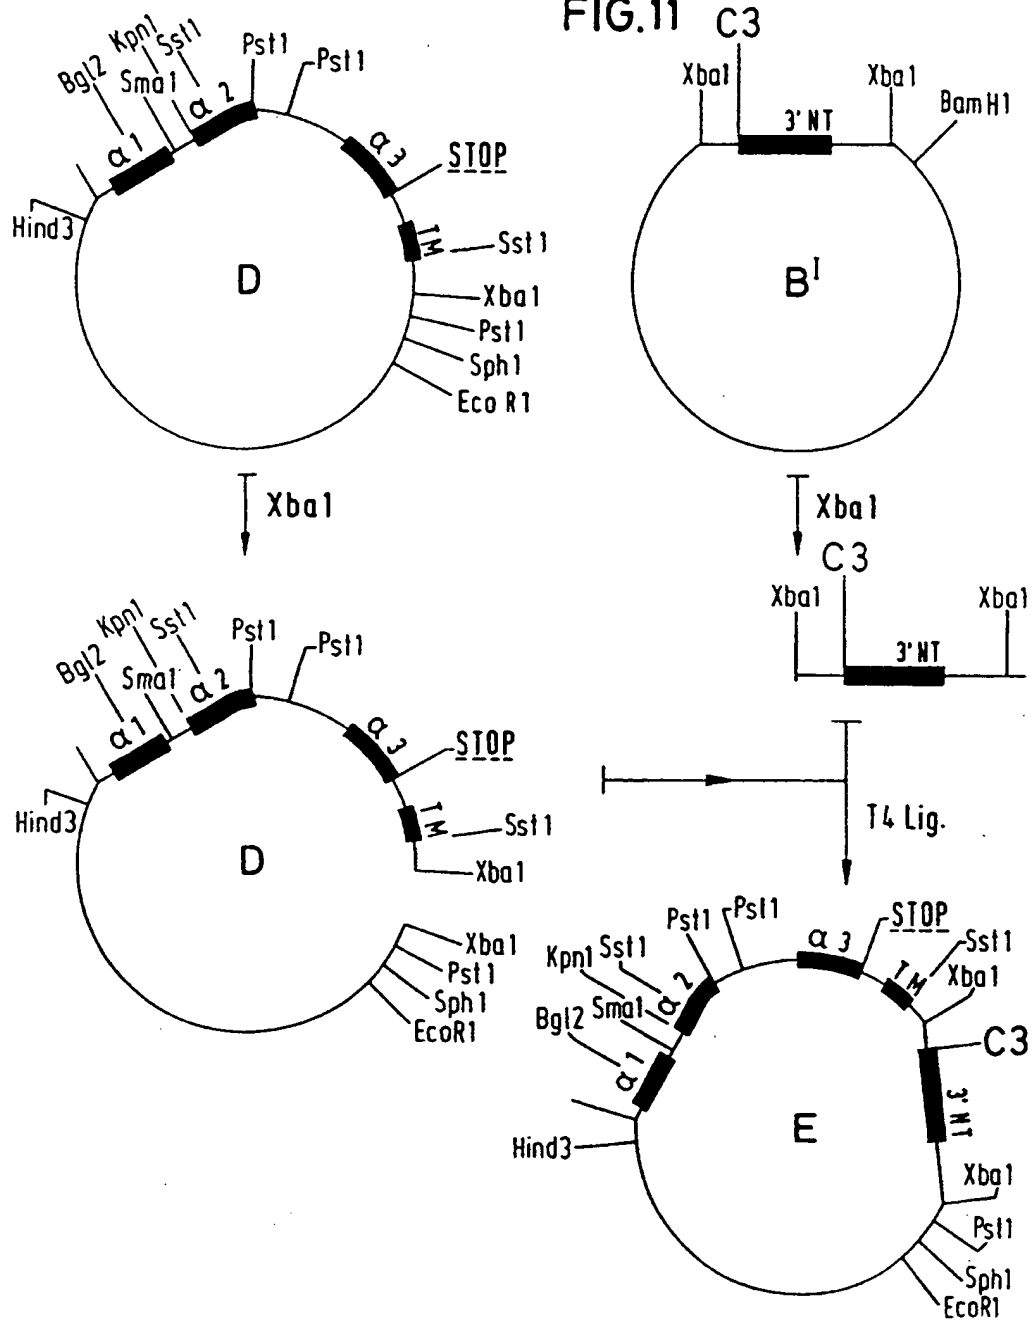 FIG.11
Bgl2
Kpn1
Sst1
Sma1
α1
α2
Pst1
Pst1
α3
STOP
TM
Sst1
Hind3
D
Xba1
Pst1
Sph1
Eco R1
C3
Xba1
3' NT
Xba1
Bam H1
B I
Xba1
Xba1
C3
Xba1
3' NT
Xba1
Bgl2
Kpn1
Sst1
Sma1
α1
α2
Pst1
Pst1
α3
STOP
TM
Sst1
Hind3
D
Xba1
Xba1
Pst1
Sph1
EcoR1
T4 Lig.
Bgl2
Kpn1
Sst1
Sma1
α1
α2
Pst1
Pst1
α3
STOP
TM
Sst1
Xba1
C3
3' NT
Hind3
E
Xba1
Pst1
Sph1
EcoR1